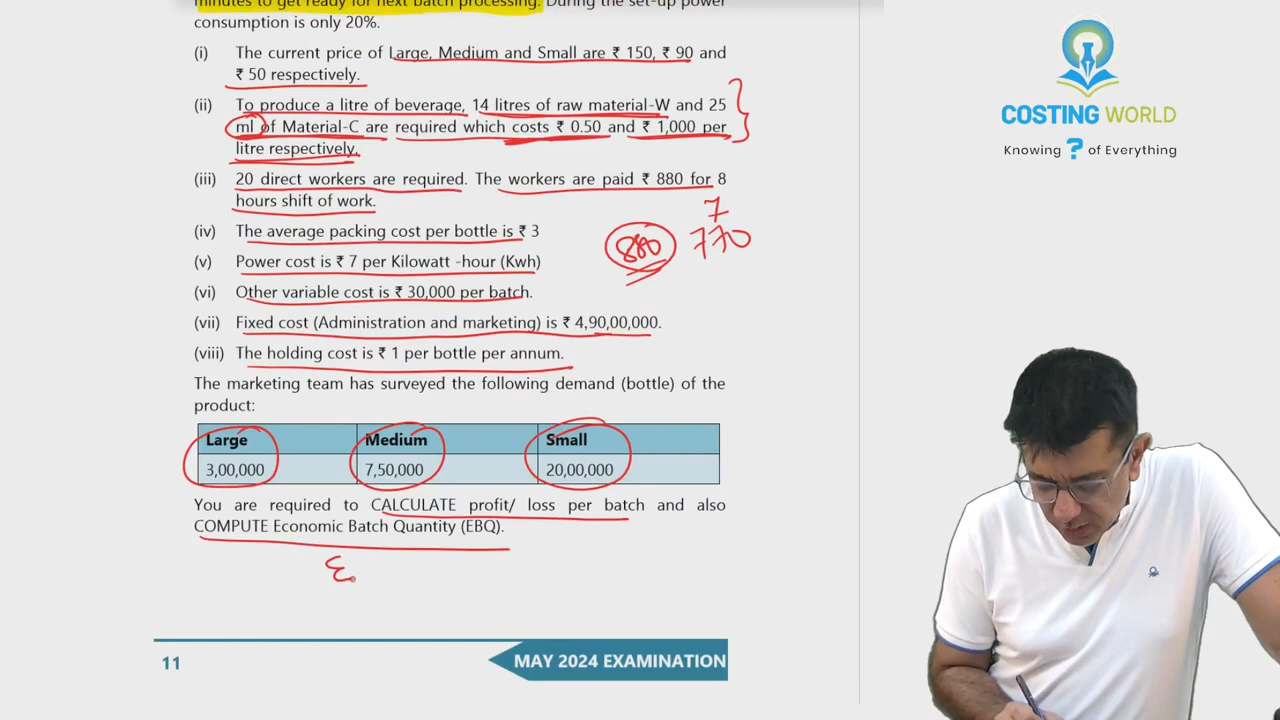 minutes to get ready for next batch processing. During the set-up power
consumption is only 20%.
(i) The current price of Large, Medium and Small are ₹ 150, ₹ 90 and
₹ 50 respectively.
(ii) To produce a litre of beverage, 14 litres of raw material-W and 25
ml of Material-C are required which costs ₹ 0.50 and ₹ 1,000 per
litre respectively.
(iii) 20 direct workers are required. The workers are paid ₹ 880 for 8
hours shift of work.
7
880 770
(iv) The average packing cost per bottle is ₹ 3
(v) Power cost is ₹ 7 per Kilowatt -hour (Kwh)
(vi) Other variable cost is ₹ 30,000 per batch.
(vii) Fixed cost (Administration and marketing) is ₹ 4,90,00,000.
(viii) The holding cost is ₹ 1 per bottle per annum.
The marketing team has surveyed the following demand (bottle) of the
product:
Large Medium Small
3,00,000 7,50,000 20,00,000
You are required to CALCULATE profit/ loss per batch and also
COMPUTE Economic Batch Quantity (EBQ).
11
MAY 2024 EXAMINATION
COSTING WORLD
Knowing ? of Everything